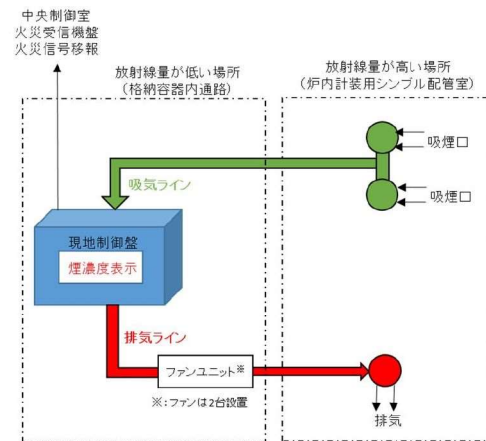 中央制御室
火災受信機盤
火災信号移報
放射線量が低い場所
（格納容器内通路）
放射線量が高い場所
（炉内計装用シンブル配管室）
吸煙口
吸気ライン
吸煙口
現地制御盤
煙濃度表示
排気ライン
ファンユニット※
※：ファンは2台設置
排気